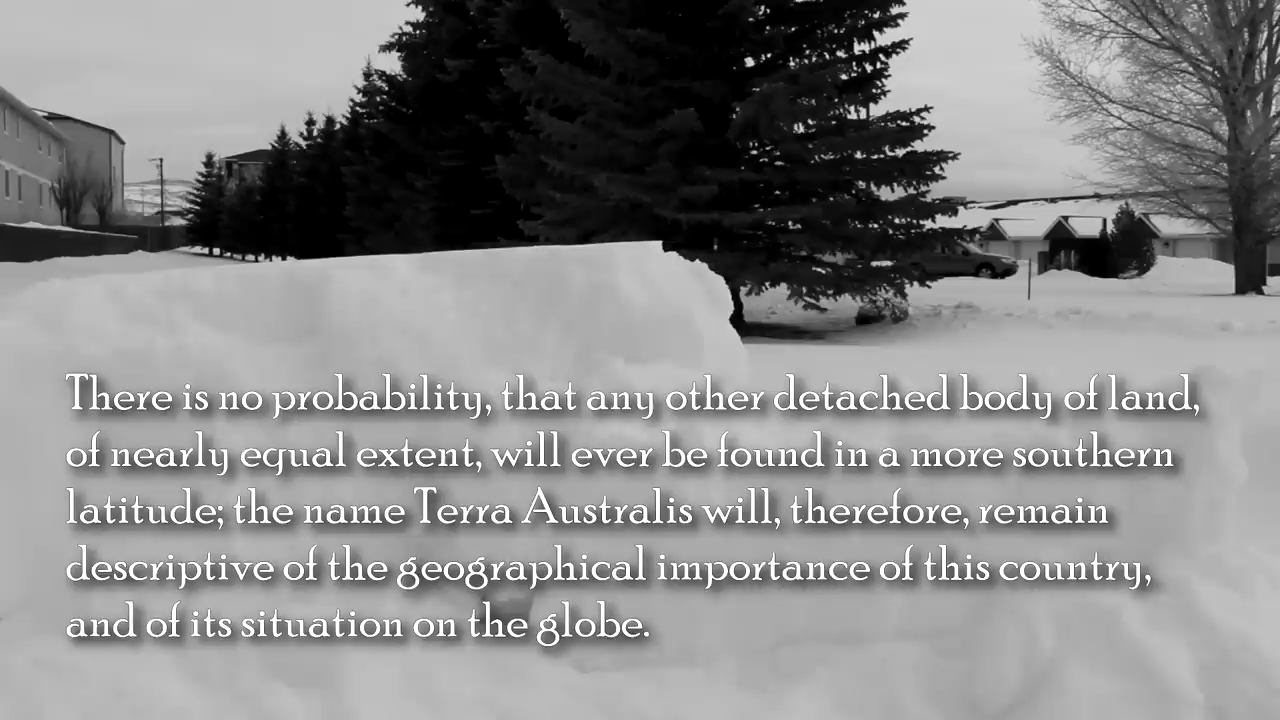 There is no probability, that any other detached body of land,
of nearly equal extent, will ever be found in a more southern
latitude; the name Terra Australis will, therefore, remain
descriptive of the geographical importance of this country,
and of its situation on the globe.